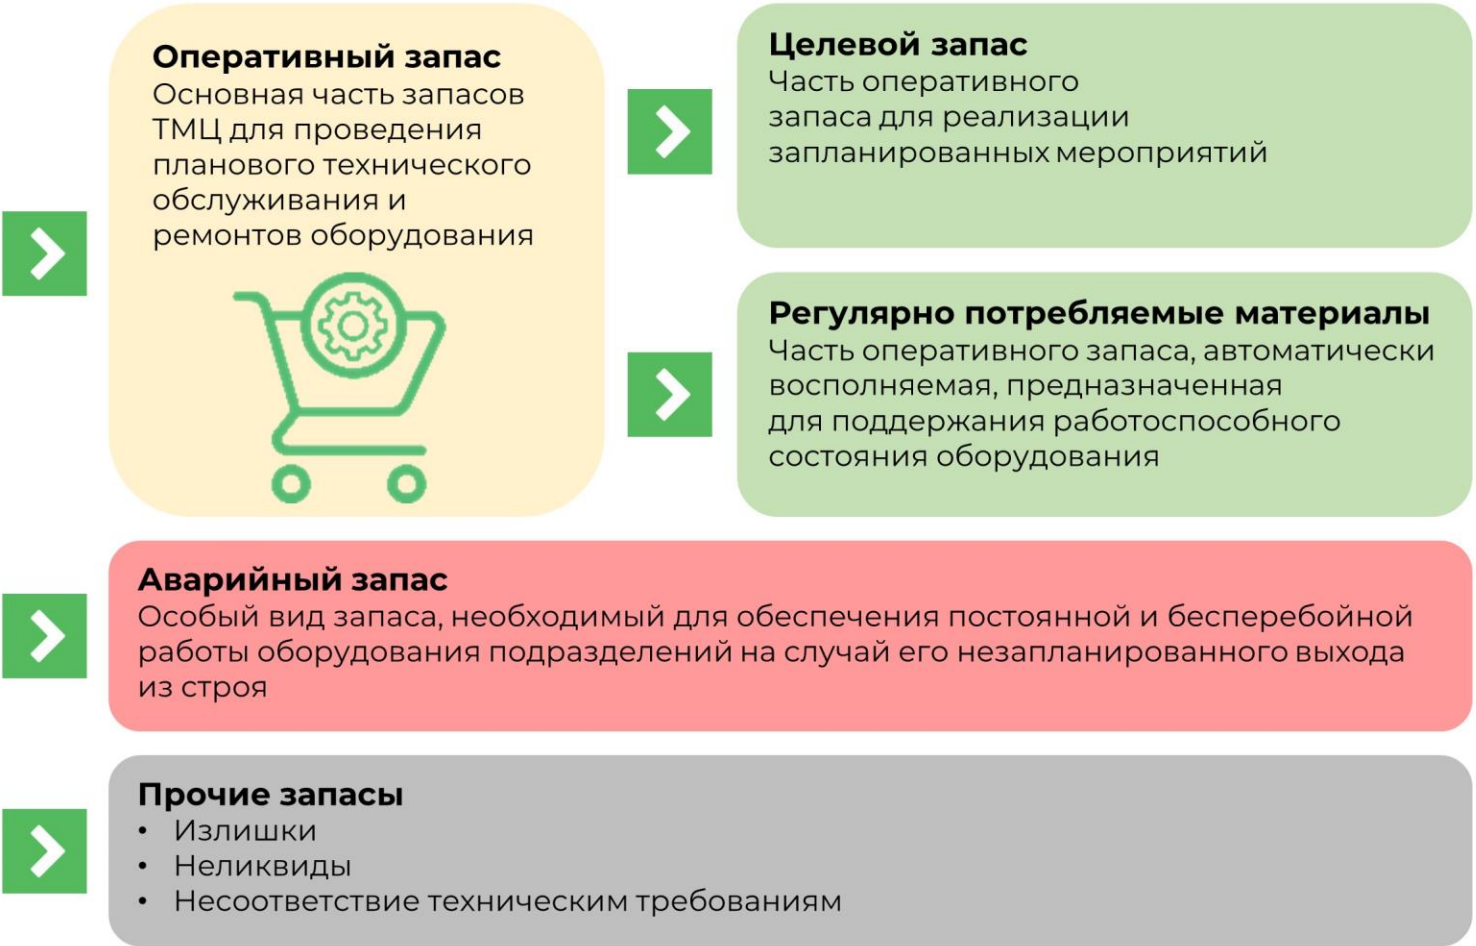 Оперативный запас
Основная часть запасов
ТМЦ для проведения
планового технического
обслуживания и
ремонтов оборудования
Целевой запас
Часть оперативного
запаса для реализации
запланированных мероприятий
Регулярно потребляемые материалы
Часть оперативного запаса, автоматически
восполняемая, предназначенная
для поддержания работоспособного
состояния оборудования
Аварийный запас
Особый вид запаса, необходимый для обеспечения постоянной и бесперебойной
работы оборудования подразделений на случай его незапланированного выхода
из строя
Прочие запасы
• Излишки
• Неликвиды
• Несоответствие техническим требованиям